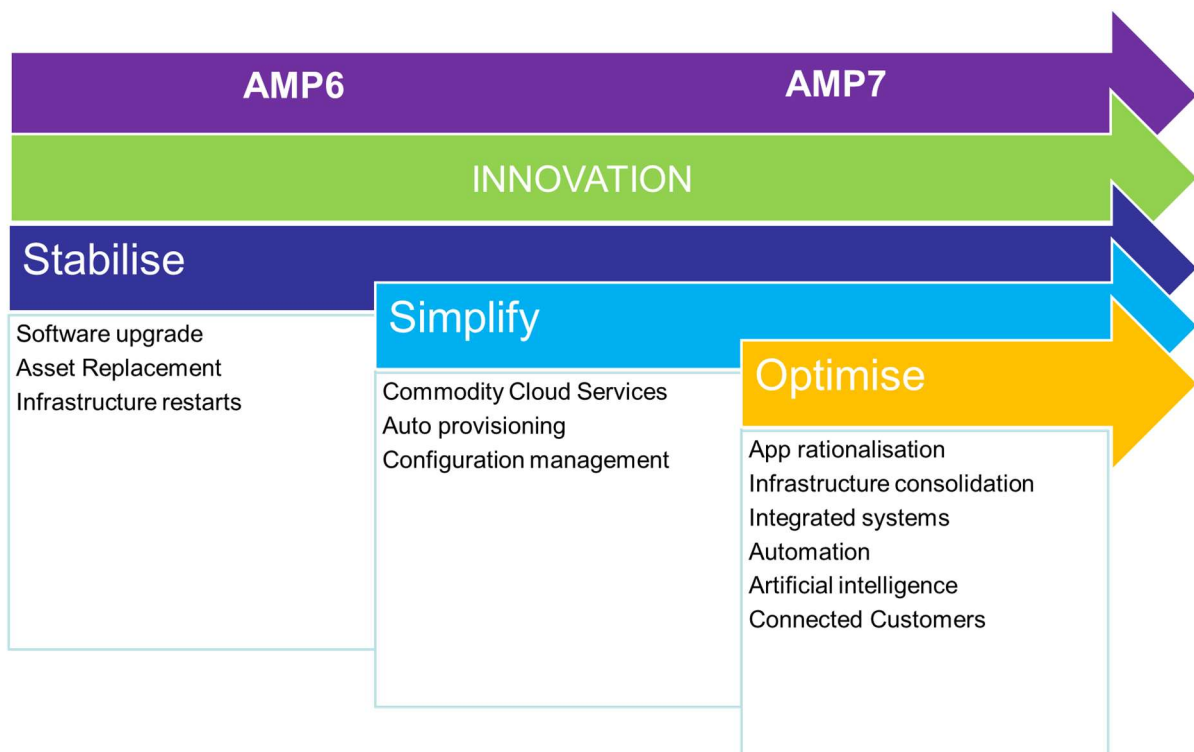 AMP6 AMP7
INNOVATION
Stabilise
Software upgrade
Asset Replacement
Infrastructure restarts
Simplify
Commodity Cloud Services
Auto provisioning
Configuration management
Optimise
App rationalisation
Infrastructure consolidation
Integrated systems
Automation
Artificial intelligence
Connected Customers